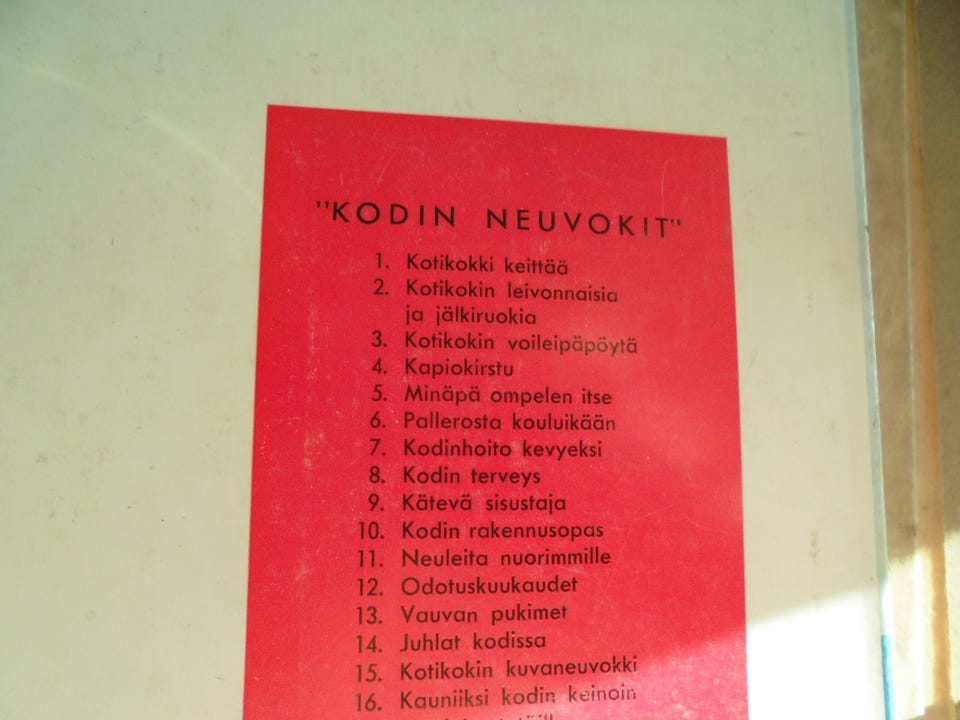 "KODIN NEUVOKIT"
1. Kotikokki keittää
2. Kotikokin leivonnaisia
ja jälkiruokia
3. Kotikokin voileipäpöytä
4. Kapiokirstu
5. Minäpä ompelen itse
6. Pallerosta kouluikään
7. Kodinhoito kevyeksi
8. Kodin terveys
9. Kätevä sisustaja
10. Kodin rakennusopas
11. Neuleita nuorimmille
12. Odotuskuukaudet
13. Vauvan pukimet
14. Juhlat kodissa
15. Kotikokin kuvaneuvokki
16. Kauniiksi kodin keinoin